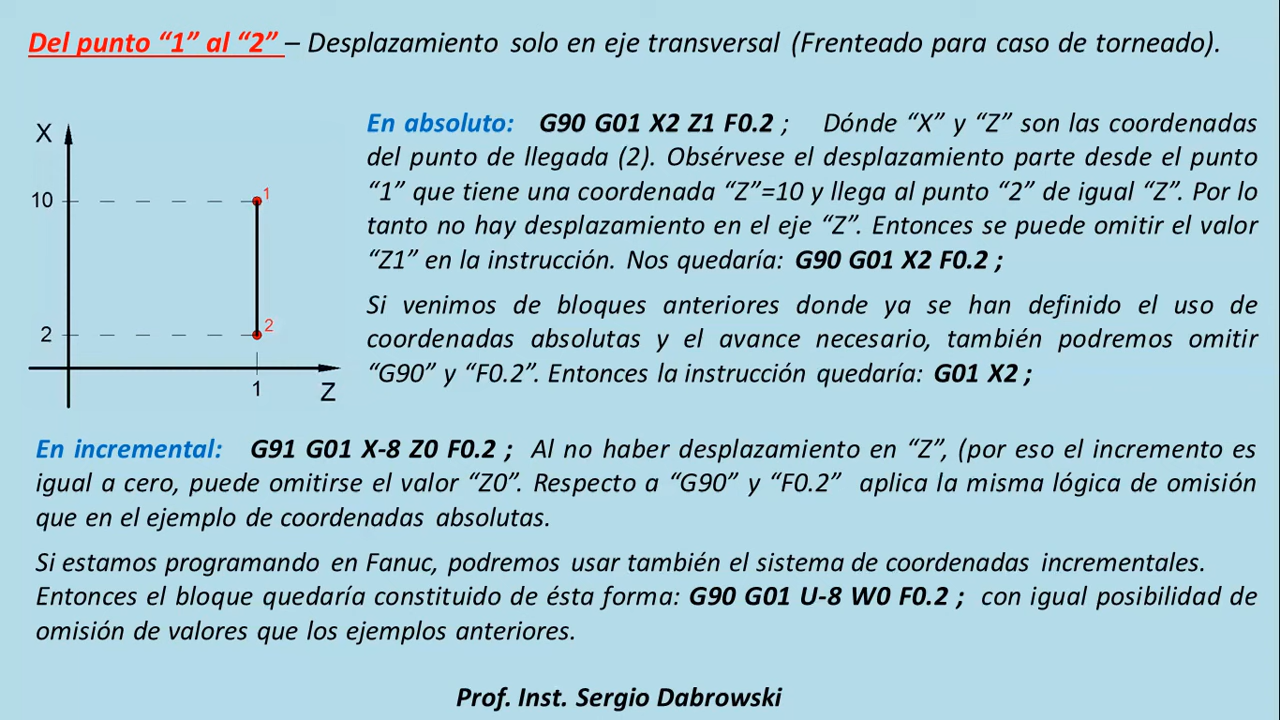 Del punto “1” al “2” – Desplazamiento solo en eje transversal (Frenteado para caso de torneado).
X
10
1
2
2
1
Z
En absoluto: G90 G01 X2 Z1 F0.2 ; Dónde “X” y “Z” son las coordenadas
del punto de llegada (2). Obsérvese el desplazamiento parte desde el punto
“1” que tiene una coordenada “Z”=10 y llega al punto “2” de igual “Z”. Por lo
tanto no hay desplazamiento en el eje “Z”. Entonces se puede omitir el valor
“Z1” en la instrucción. Nos quedaría: G90 G01 X2 F0.2 ;
Si venimos de bloques anteriores donde ya se han definido el uso de
coordenadas absolutas y el avance necesario, también podremos omitir
“G90” y “F0.2”. Entonces la instrucción quedaría: G01 X2 ;
En incremental: G91 G01 X-8 Z0 F0.2 ; Al no haber desplazamiento en “Z”, (por eso el incremento es
igual a cero, puede omitirse el valor “Z0”. Respecto a “G90” y “F0.2” aplica la misma lógica de omisión
que en el ejemplo de coordenadas absolutas.
Si estamos programando en Fanuc, podremos usar también el sistema de coordenadas incrementales.
Entonces el bloque quedaría constituido de ésta forma: G90 G01 U-8 W0 F0.2 ; con igual posibilidad de
omisión de valores que los ejemplos anteriores.
Prof. Inst. Sergio Dabrowski